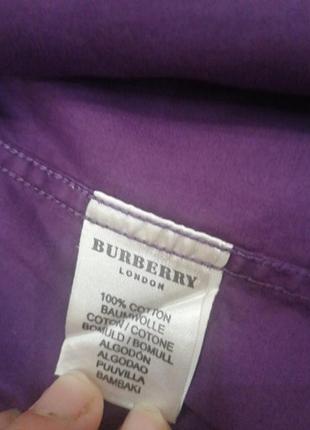 BURBERRY
LONDON
100% COTTON
BAUMWOLLE
COTON/COTONE
BOMULD/BOMULL
ALGODÓN
ALGODAO
PUUVILLA
BAMBAKI